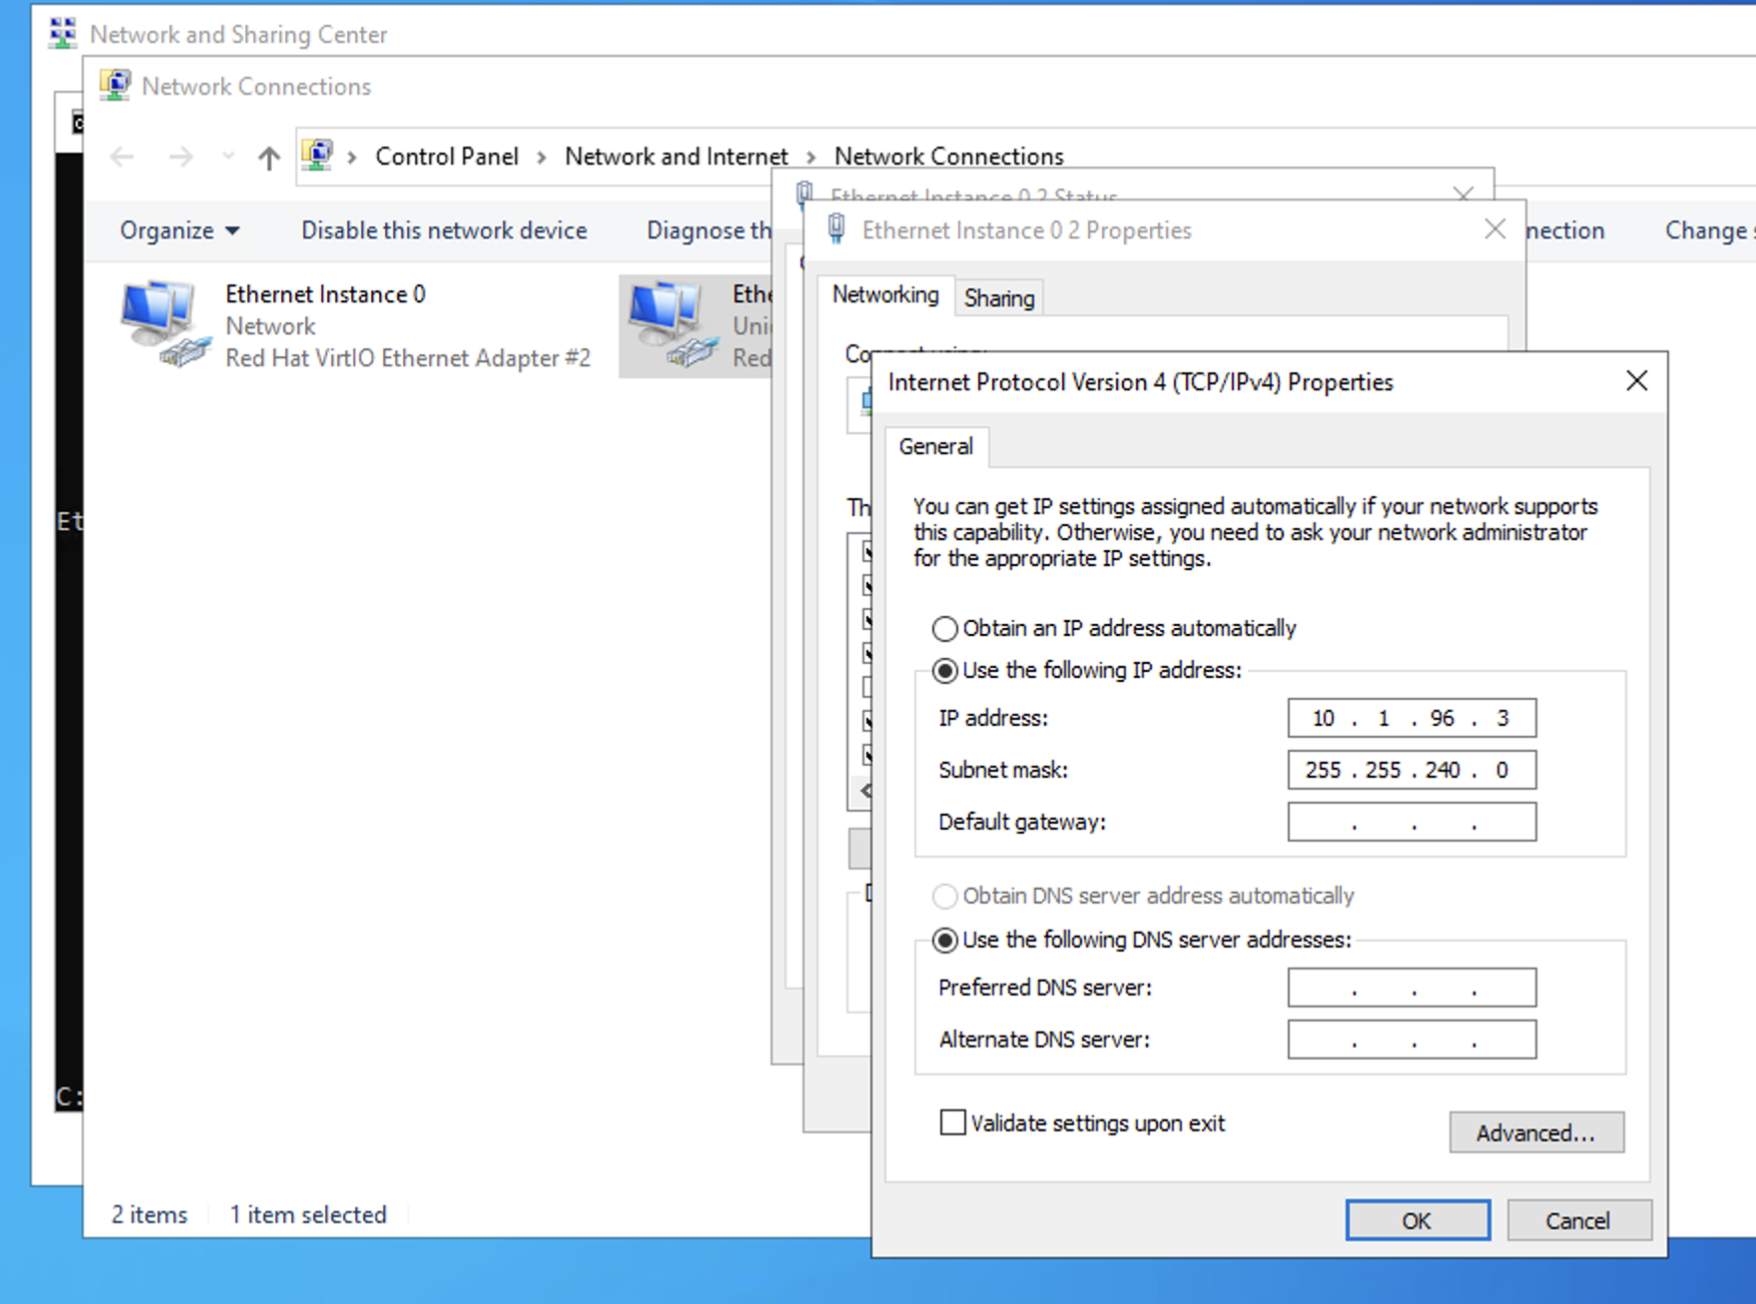 Network and Sharing Center
Network Connections
Control Panel > Network and Internet > Network Connections
Organize
Disable this network device
Diagnose th
nection
Change
Ethernet Instance 0 2 Status
Ethernet Instance 0 2 Properties
Ethernet Instance 0
Network
Red Hat VirtIO Ethernet Adapter #2
Ethe
Red
Networking
Sharing
Connect using:
Th
Internet Protocol Version 4 (TCP/IPv4) Properties
General
You can get IP settings assigned automatically if your network supports
this capability. Otherwise, you need to ask your network administrator
for the appropriate IP settings.
Obtain an IP address automatically
Use the following IP address:
IP address: 10 . 1 . 96 . 3
Subnet mask: 255 . 255 . 240 . 0
Default gateway: . . .
Obtain DNS server address automatically
Use the following DNS server addresses:
Preferred DNS server: . . .
Alternate DNS server: . . .
Validate settings upon exit
Advanced...
OK
Cancel
Et
C:
2 items
1 item selected